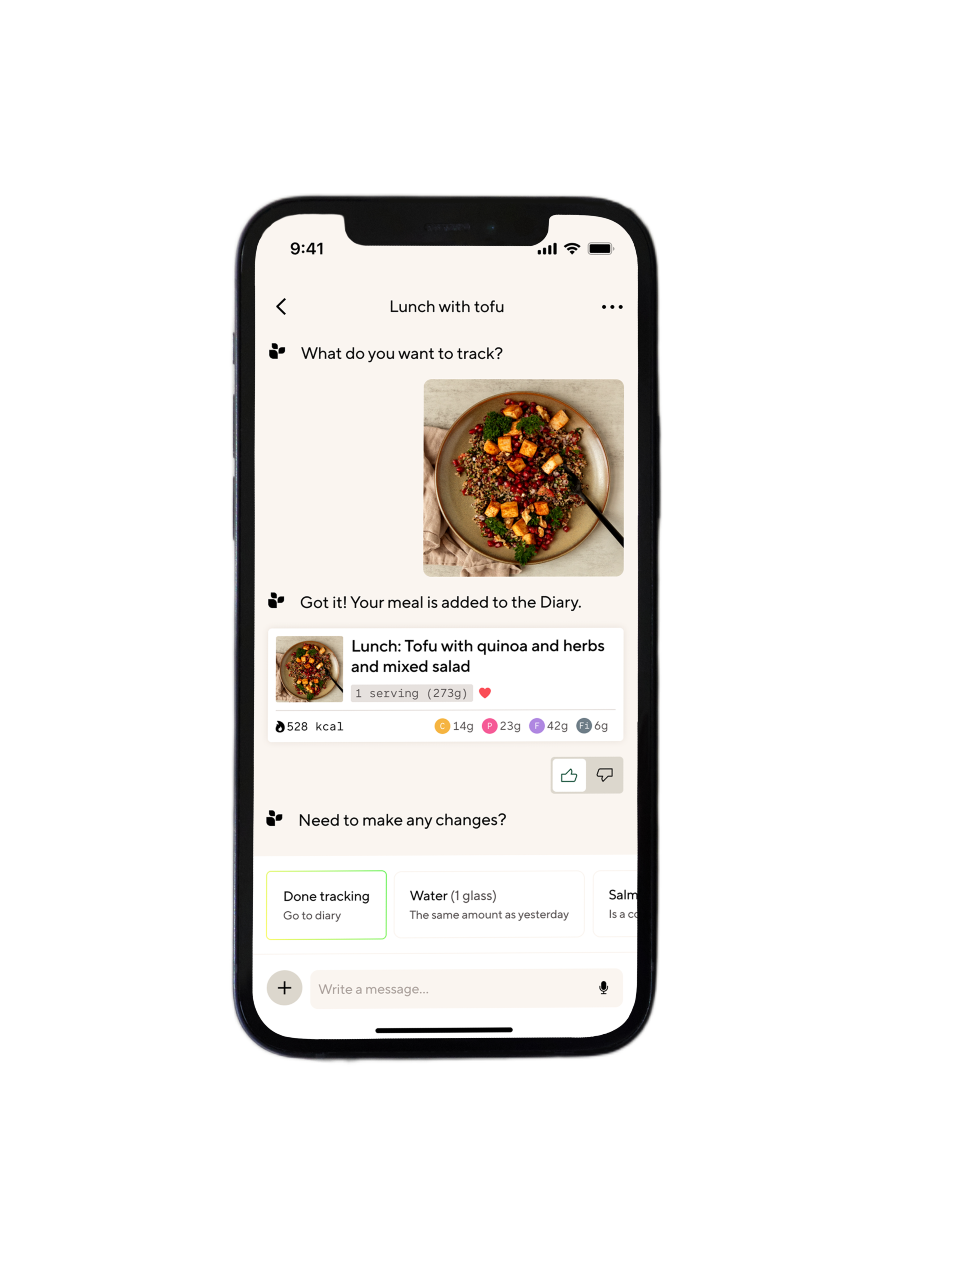 9:41
Lunch with tofu
What do you want to track?
Got it! Your meal is added to the Diary.
Lunch: Tofu with quinoa and herbs
and mixed salad
1 serving (273g)
528 kcal C 14g P 23g F 42g Fi 6g
Need to make any changes?
Done tracking
Go to diary
Water (1 glass)
The same amount as yesterday
Salm
Is a co
Write a message...